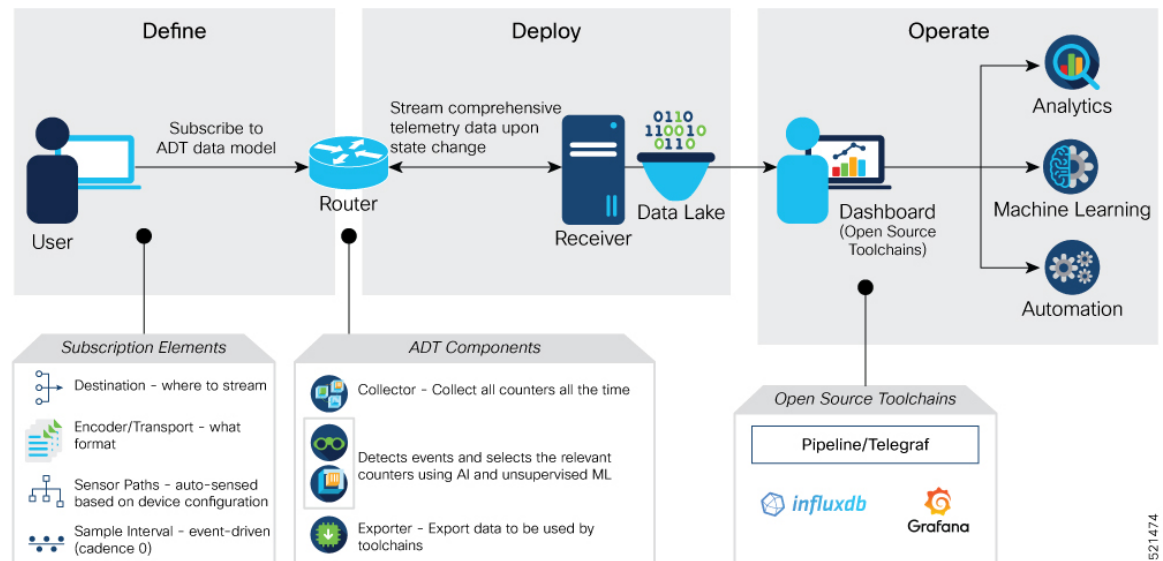 Define
Deploy
Operate
Subscribe to
ADT data model
User
Router
Stream comprehensive
telemetry data upon
state change
Receiver
0110
110010
0110
Data Lake
Dashboard
(Open Source
Toolchains)
Analytics
Machine Learning
Automation
Subscription Elements
Destination - where to stream
Encoder/Transport - what
format
Sensor Paths - auto-sensed
based on device configuration
Sample Interval - event-driven
(cadence 0)
ADT Components
Collector - Collect all counters all the time
Detects events and selects the relevant
counters using AI and unsupervised ML
Exporter - Export data to be used by
toolchains
Open Source Toolchains
Pipeline/Telegraf
influxdb
Grafana
521474